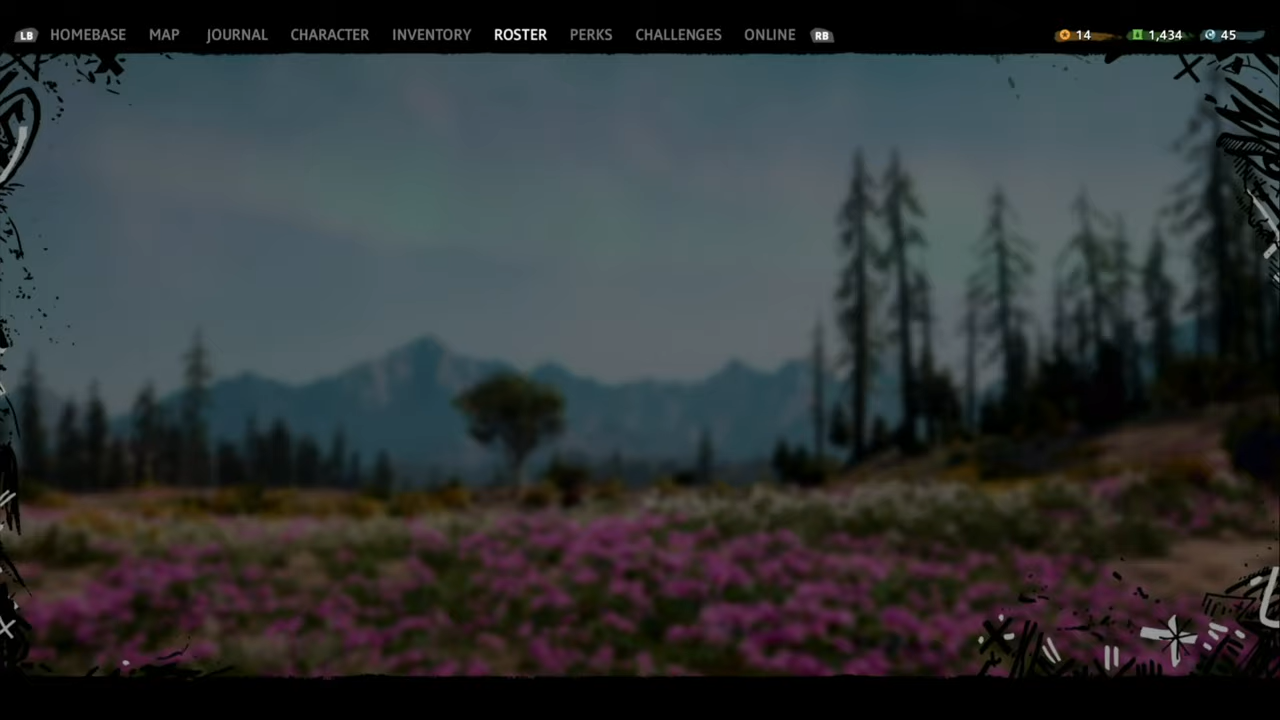 LB HOMEBASE MAP JOURNAL CHARACTER INVENTORY ROSTER PERKS CHALLENGES ONLINE RB 14 1,434 45